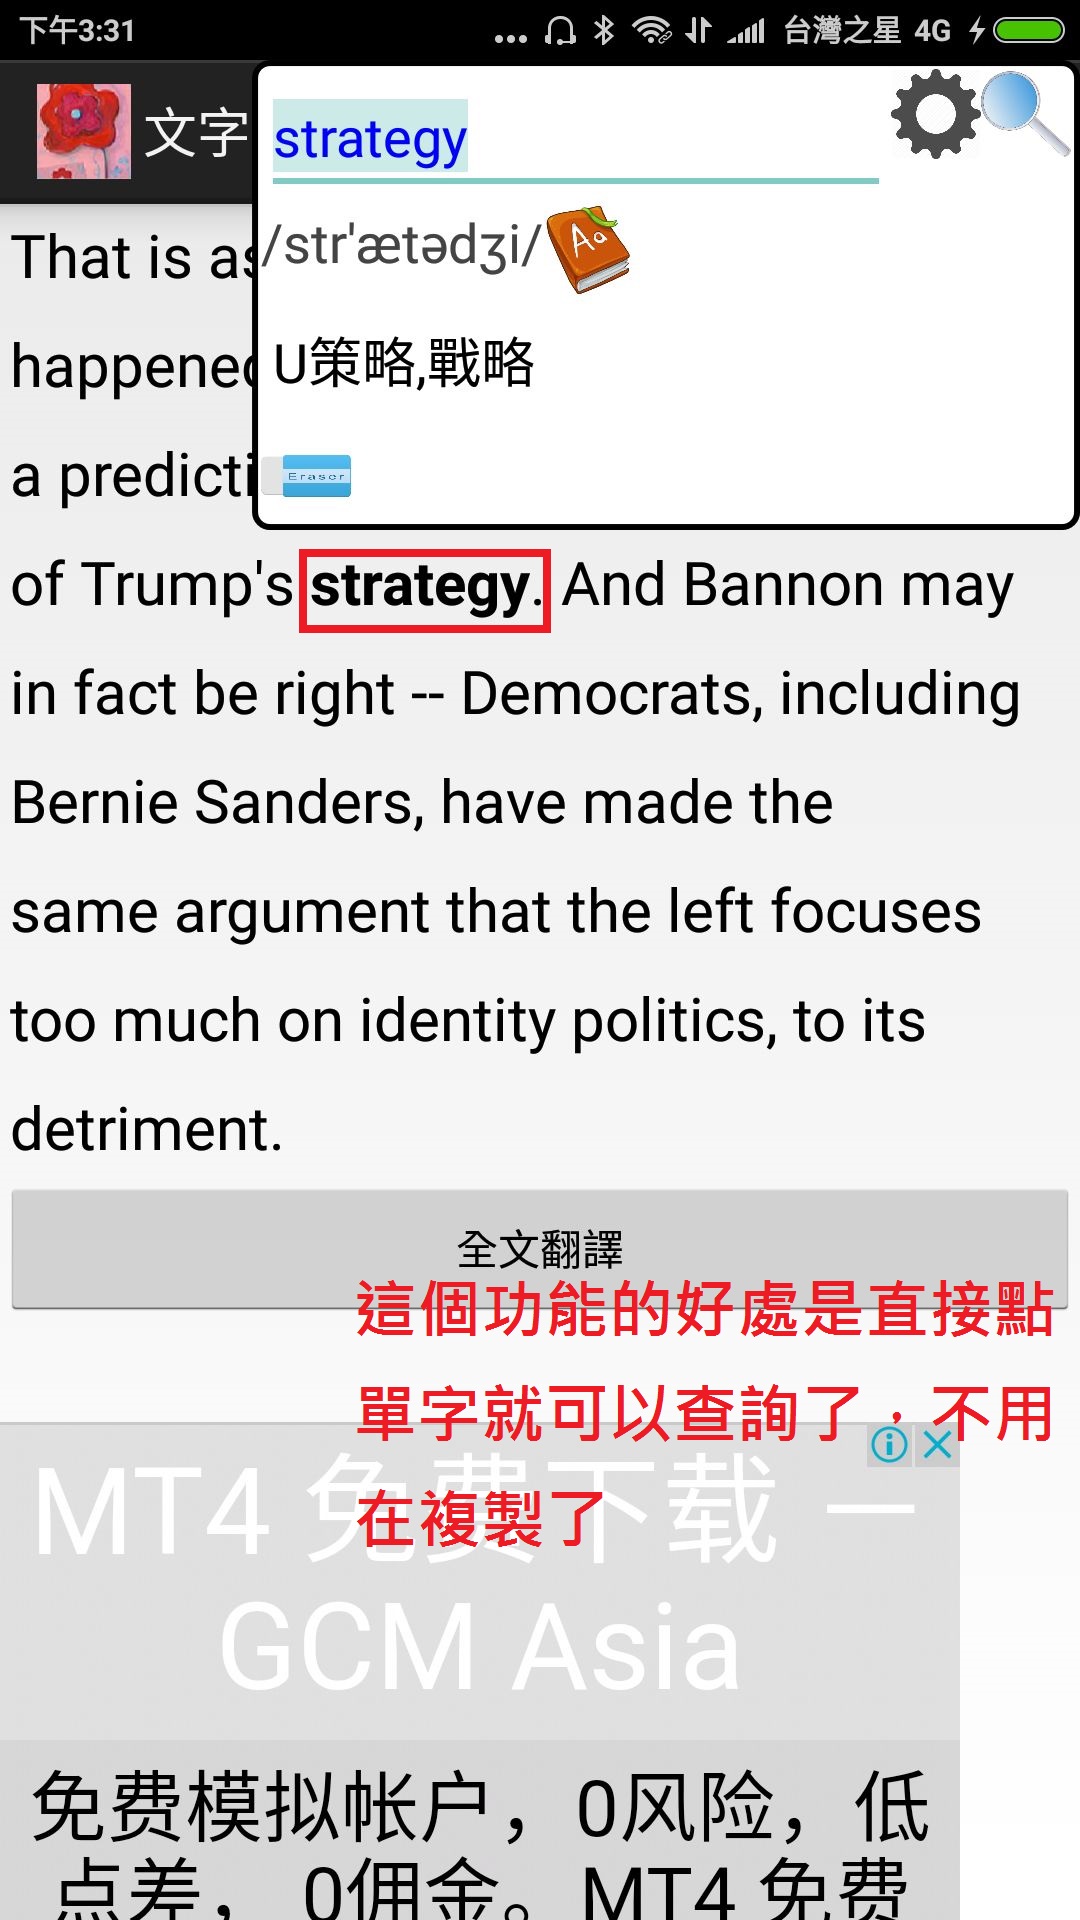 下午3:31
台灣之星 4G
文字
strategy
/str'ætədʒi/
Aa
U策略,戰略
Eraser
That is as
happened
a predicti
of Trump's strategy. And Bannon may
in fact be right -- Democrats, including
Bernie Sanders, have made the
same argument that the left focuses
too much on identity politics, to its
detriment.
全文翻譯
這個功能的好處是直接點
單字就可以查詢了，不用
在複製了
MT4 免費下载 一
GCM Asia
免费模拟帐户，0风险，低
点差，0佣金。MT4 免费